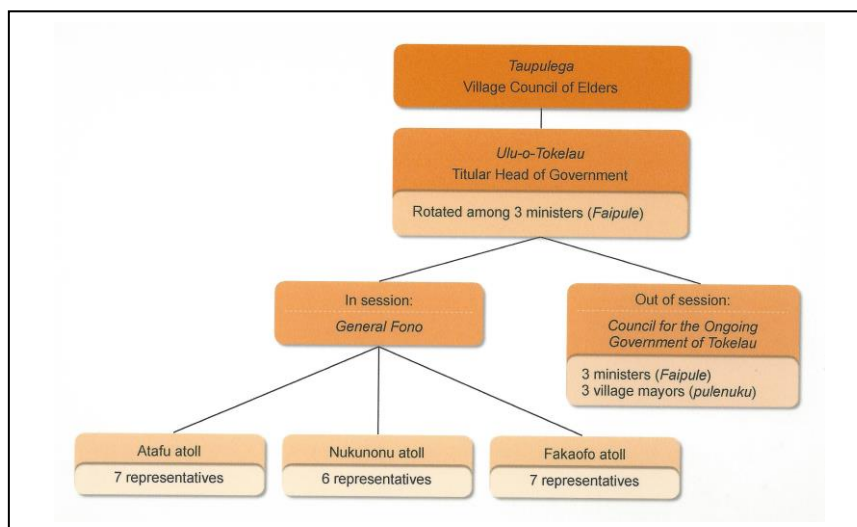 Taupulega
Village Council of Elders
Ulu-o-Tokelau
Titular Head of Government
Rotated among 3 ministers (Faipule)
In session:
General Fono
Out of session:
Council for the Ongoing
Government of Tokelau
3 ministers (Faipule)
3 village mayors (pulenuku)
Atafu atoll
7 representatives
Nukunonu atoll
6 representatives
Fakaofo atoll
7 representatives